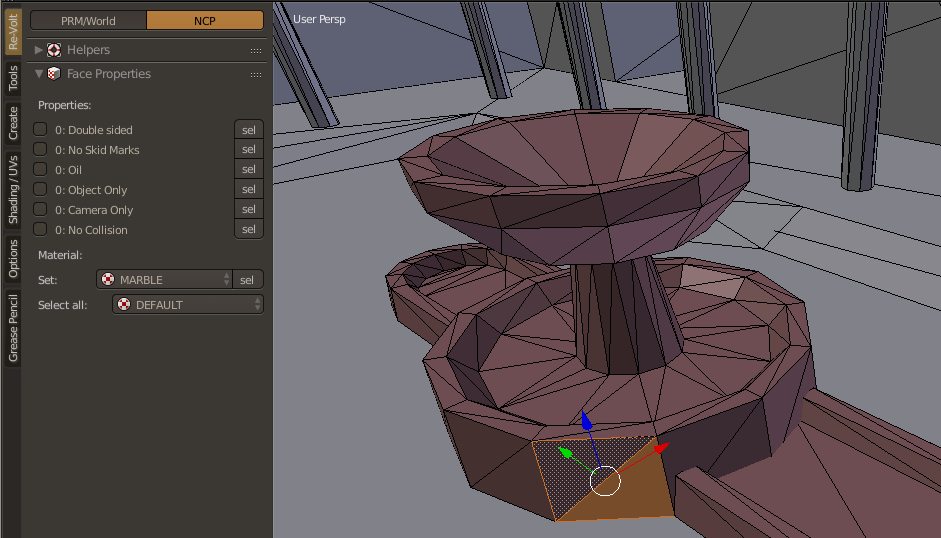 Re-Volt
Tools
Create
Shading / UVs
Options
Grease Pencil
PRM/World NCP
Helpers
Face Properties
Properties:
0: Double sided sel
0: No Skid Marks sel
0: Oil sel
0: Object Only sel
0: Camera Only sel
0: No Collision sel
Material:
Set: MARBLE sel
Select all: DEFAULT
User Persp